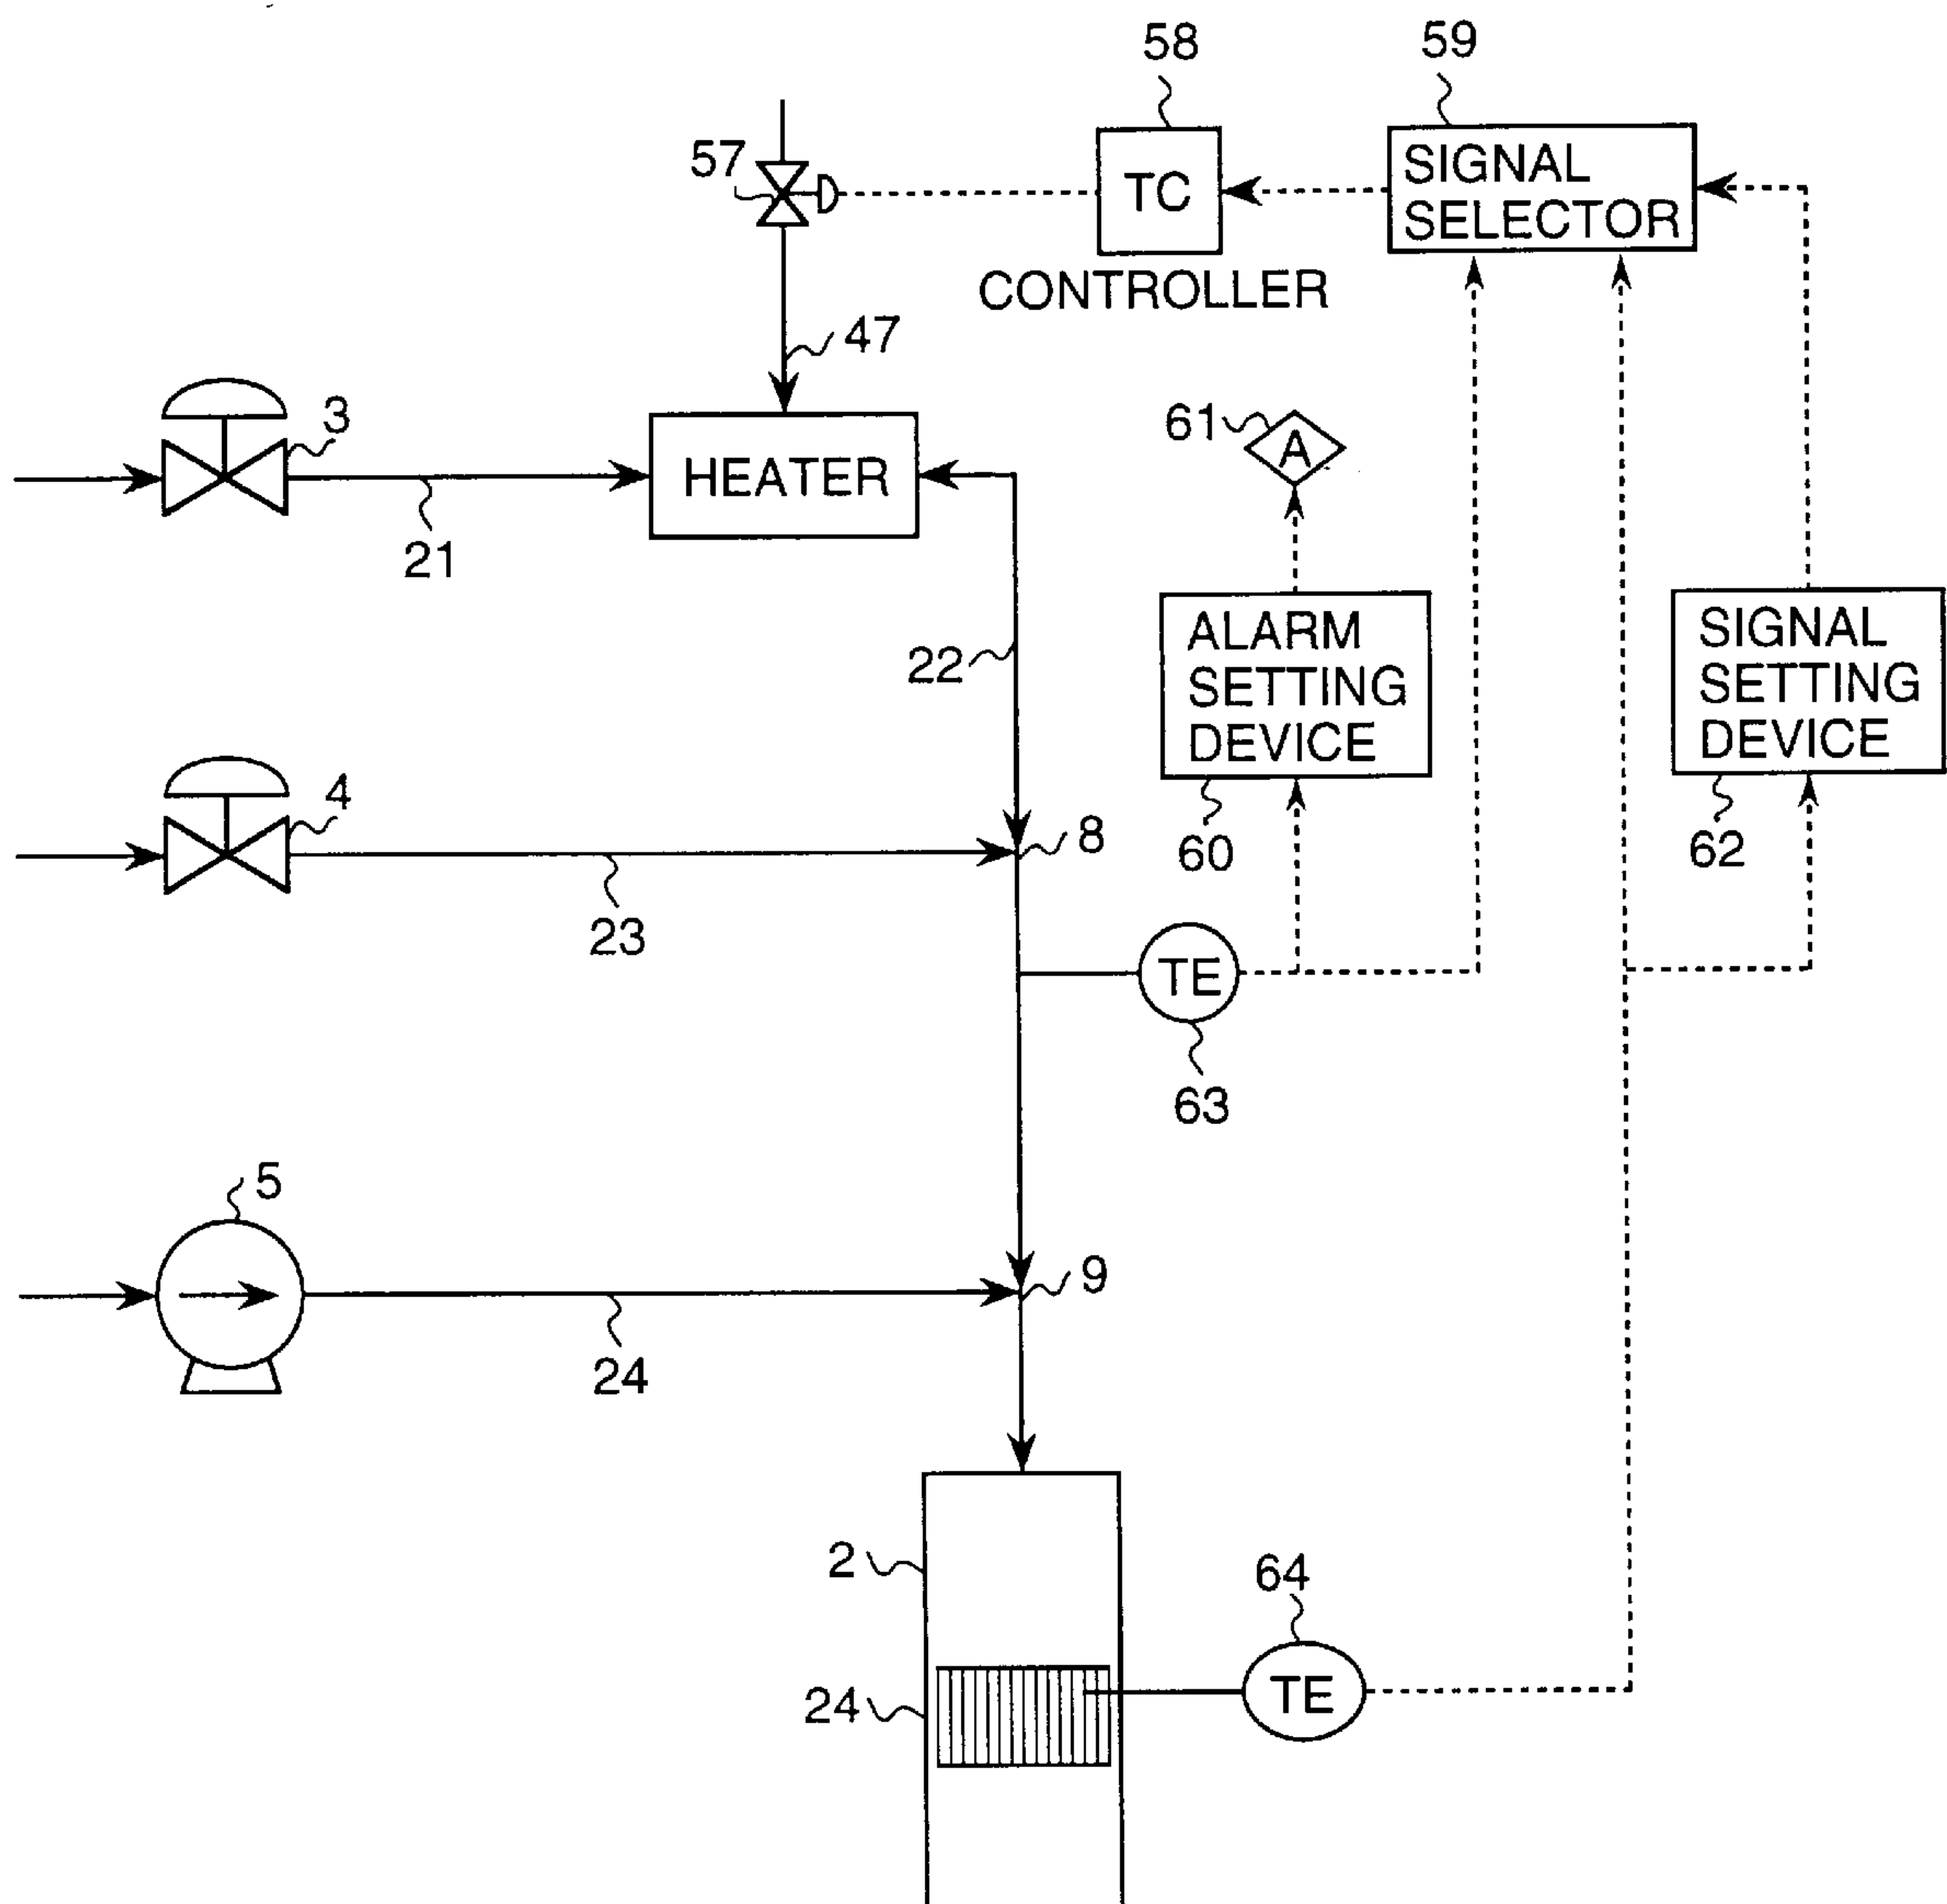 58
59
57
TC
SIGNAL
SELECTOR
CONTROLLER
47
3
61
A
HEATER
21
22
ALARM
SETTING
DEVICE
SIGNAL
SETTING
DEVICE
4
8
60
62
23
TE
63
5
9
24
2
64
24
TE